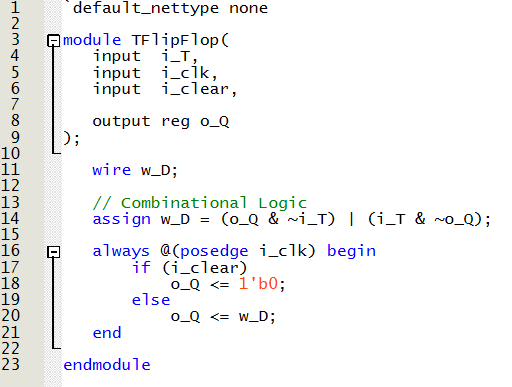 1 `default_nettype none
2
3 module TFlipFlop(
4 input i_T,
5 input i_clk,
6 input i_clear,
7
8 output reg o_Q
9 );
10
11 wire w_D;
12
13 // Combinational Logic
14 assign w_D = (o_Q & ~i_T) | (i_T & ~o_Q);
15
16 always @(posedge i_clk) begin
17 if (i_clear)
18 o_Q <= 1'b0;
19 else
20 o_Q <= w_D;
21 end
22
23 endmodule